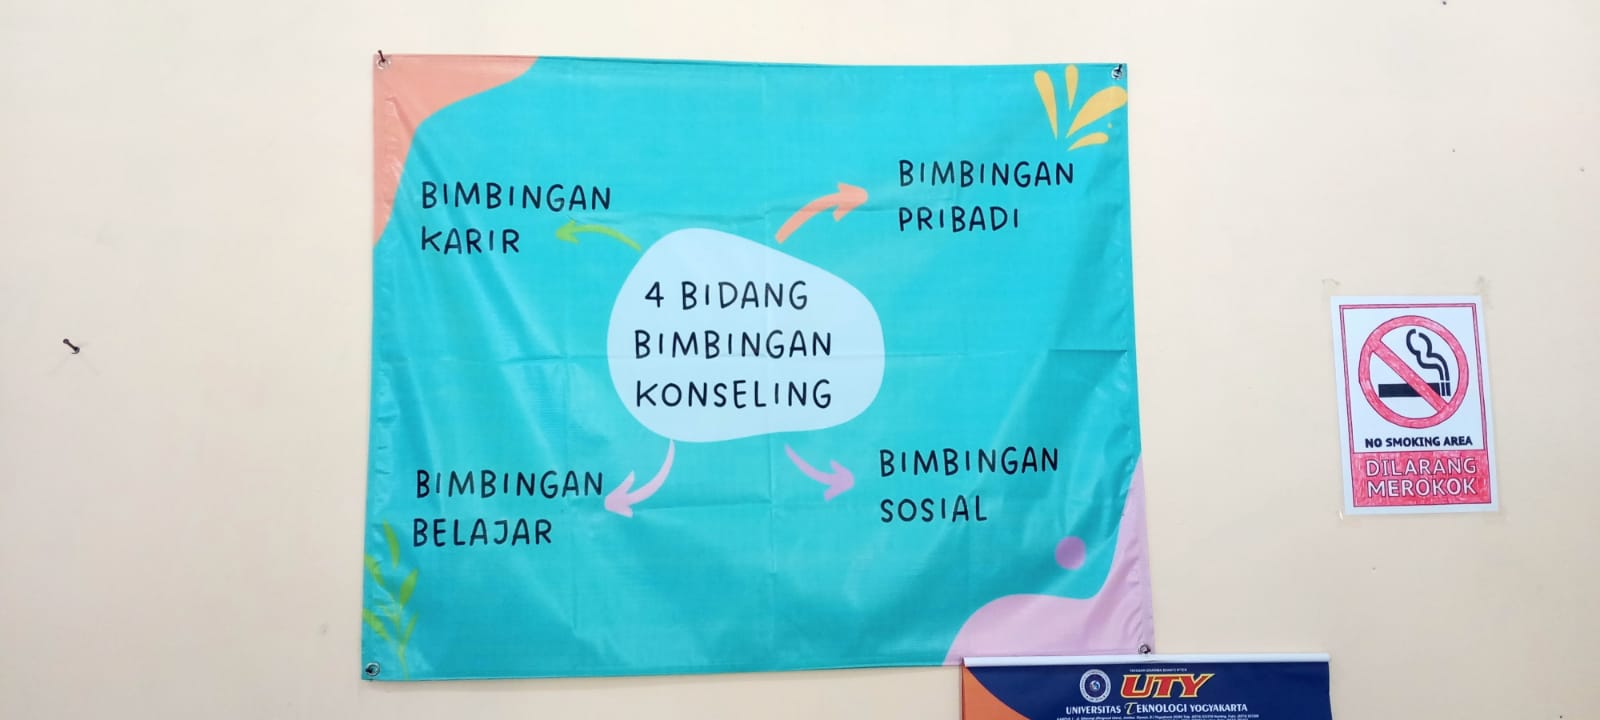 BIMBINGAN
KARIR
BIMBINGAN
PRIBADI
4 BIDANG
BIMBINGAN
KONSELING
BIMBINGAN
BELAJAR
BIMBINGAN
SOSIAL
NO SMOKING AREA
DILARANG
MEROKOK
UTY
UNIVERSITAS TEKNOLOGI YOGYAKARTA